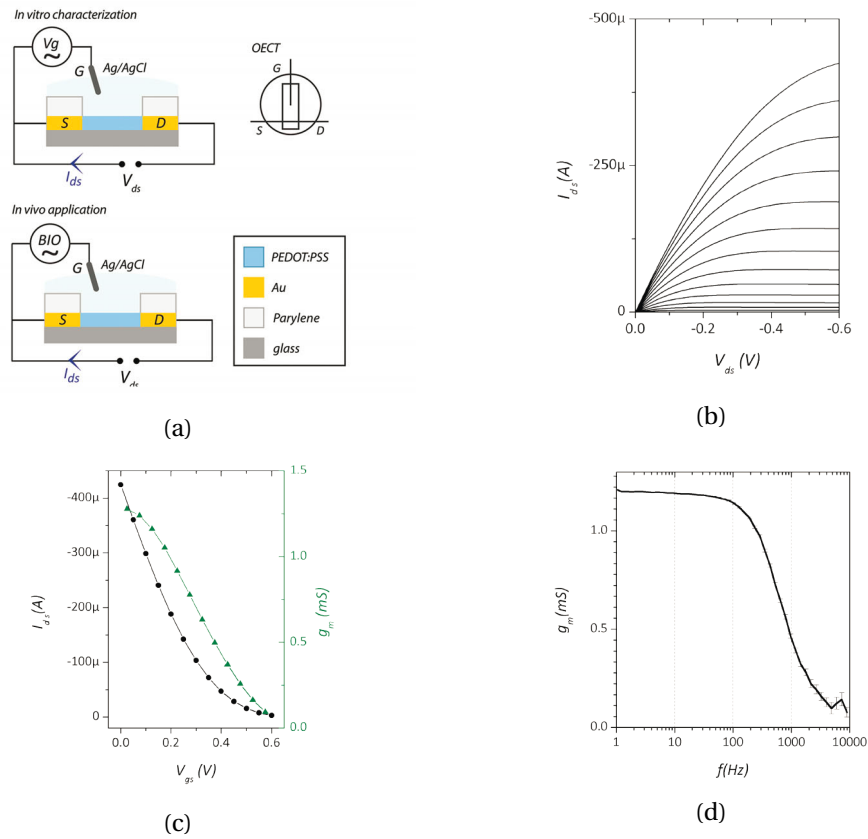 In vitro characterization
Vg
G
Ag/AgCl
S
D
Ids
Vds
OECT
G
S
D
In vivo application
BIO
G
Ag/AgCl
S
D
Ids
Vds
PEDOT:PSS
Au
Parylene
glass
(a)
-500µ
-250µ
0
Ids(A)
0.0
-0.2
-0.4
-0.6
Vds (V)
(b)
-400µ
-300µ
-200µ
-100µ
0
Ids(A)
1.5
1.0
0.5
0.0
gm (mS)
0.0
0.2
0.4
0.6
Vgs (V)
(c)
1.0
0.5
0.0
gm(mS)
1
10
100
1000
10000
f(Hz)
(d)